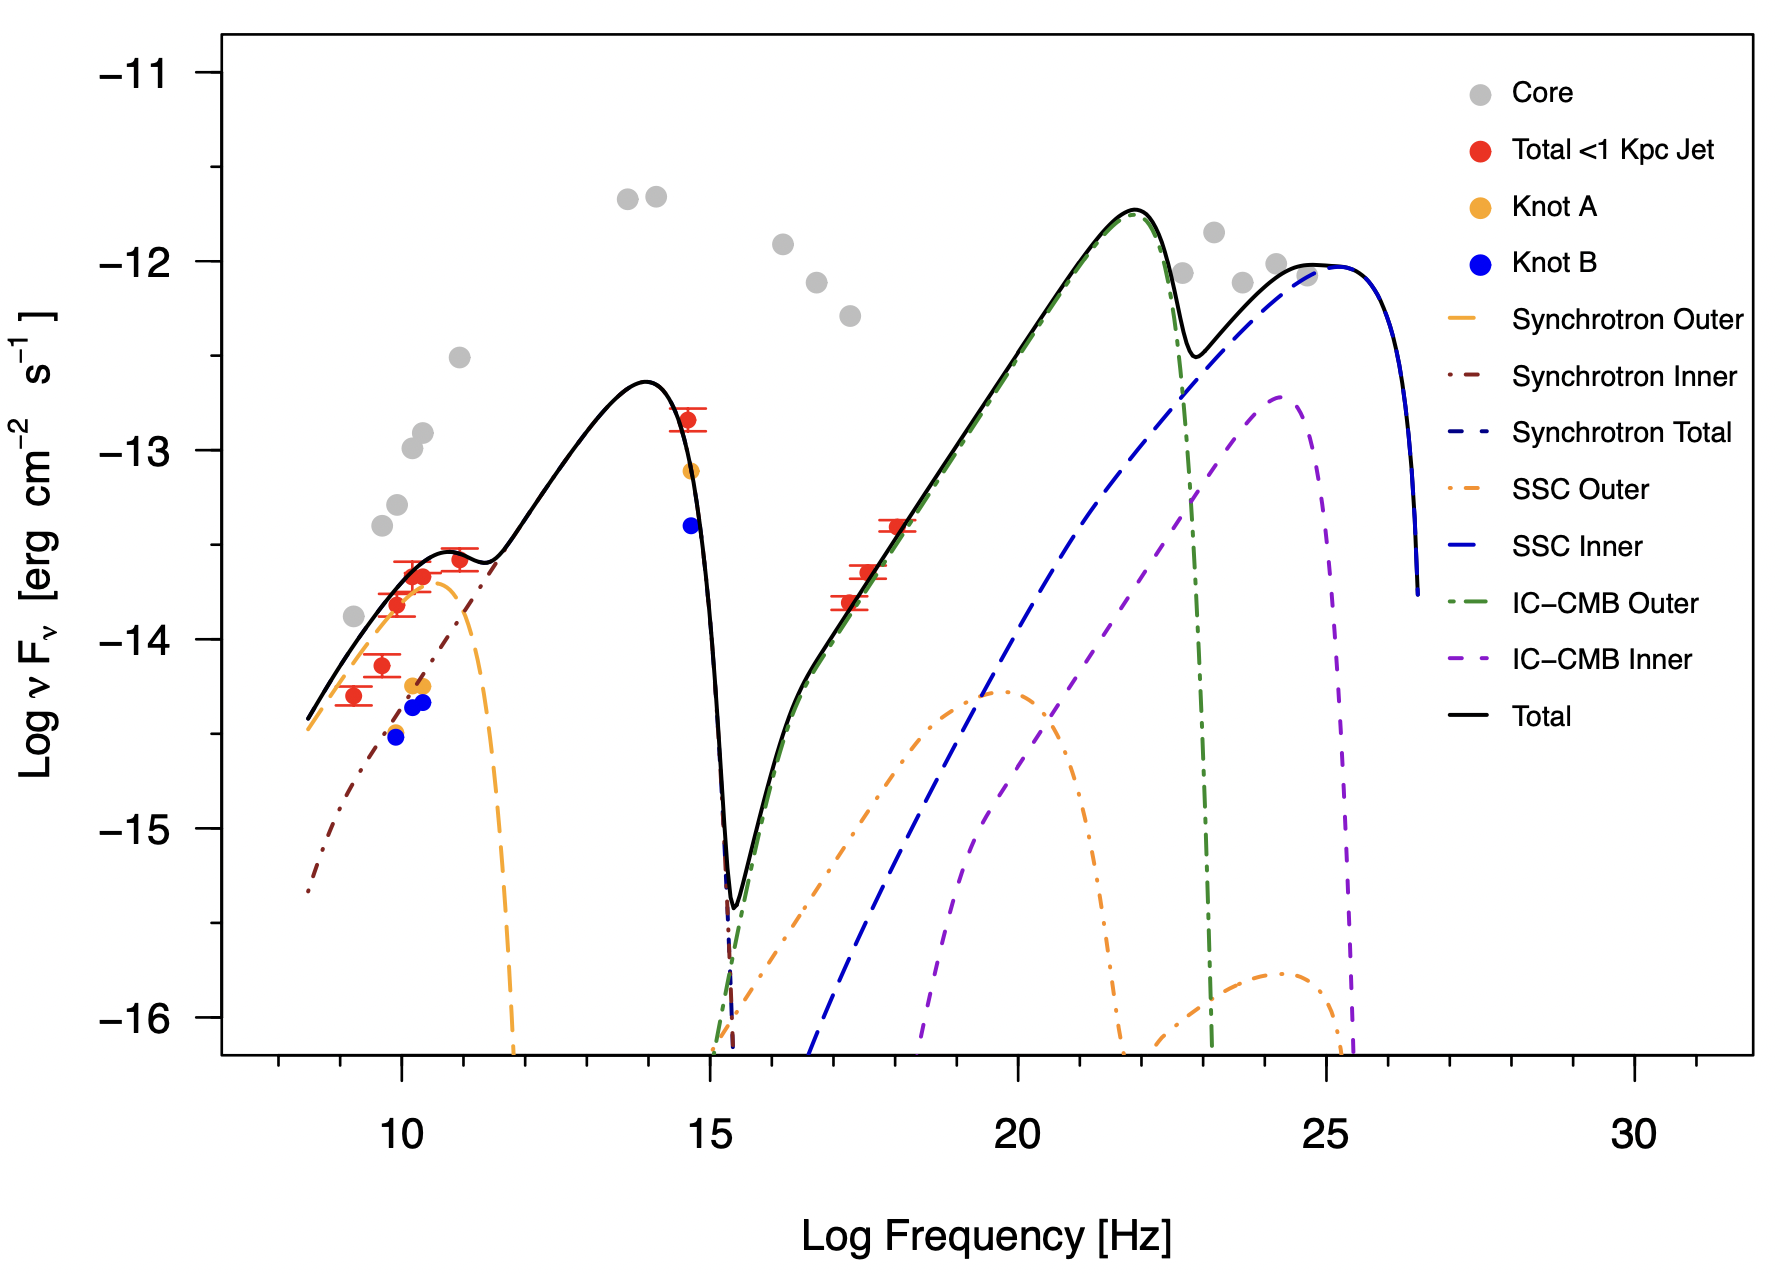 −11
−12
−13
−14
−15
−16
Log ν Fν [erg cm−2 s−1 ]
10 15 20 25 30
Log Frequency [Hz]
Core
Total <1 Kpc Jet
Knot A
Knot B
Synchrotron Outer
Synchrotron Inner
Synchrotron Total
SSC Outer
SSC Inner
IC−CMB Outer
IC−CMB Inner
Total